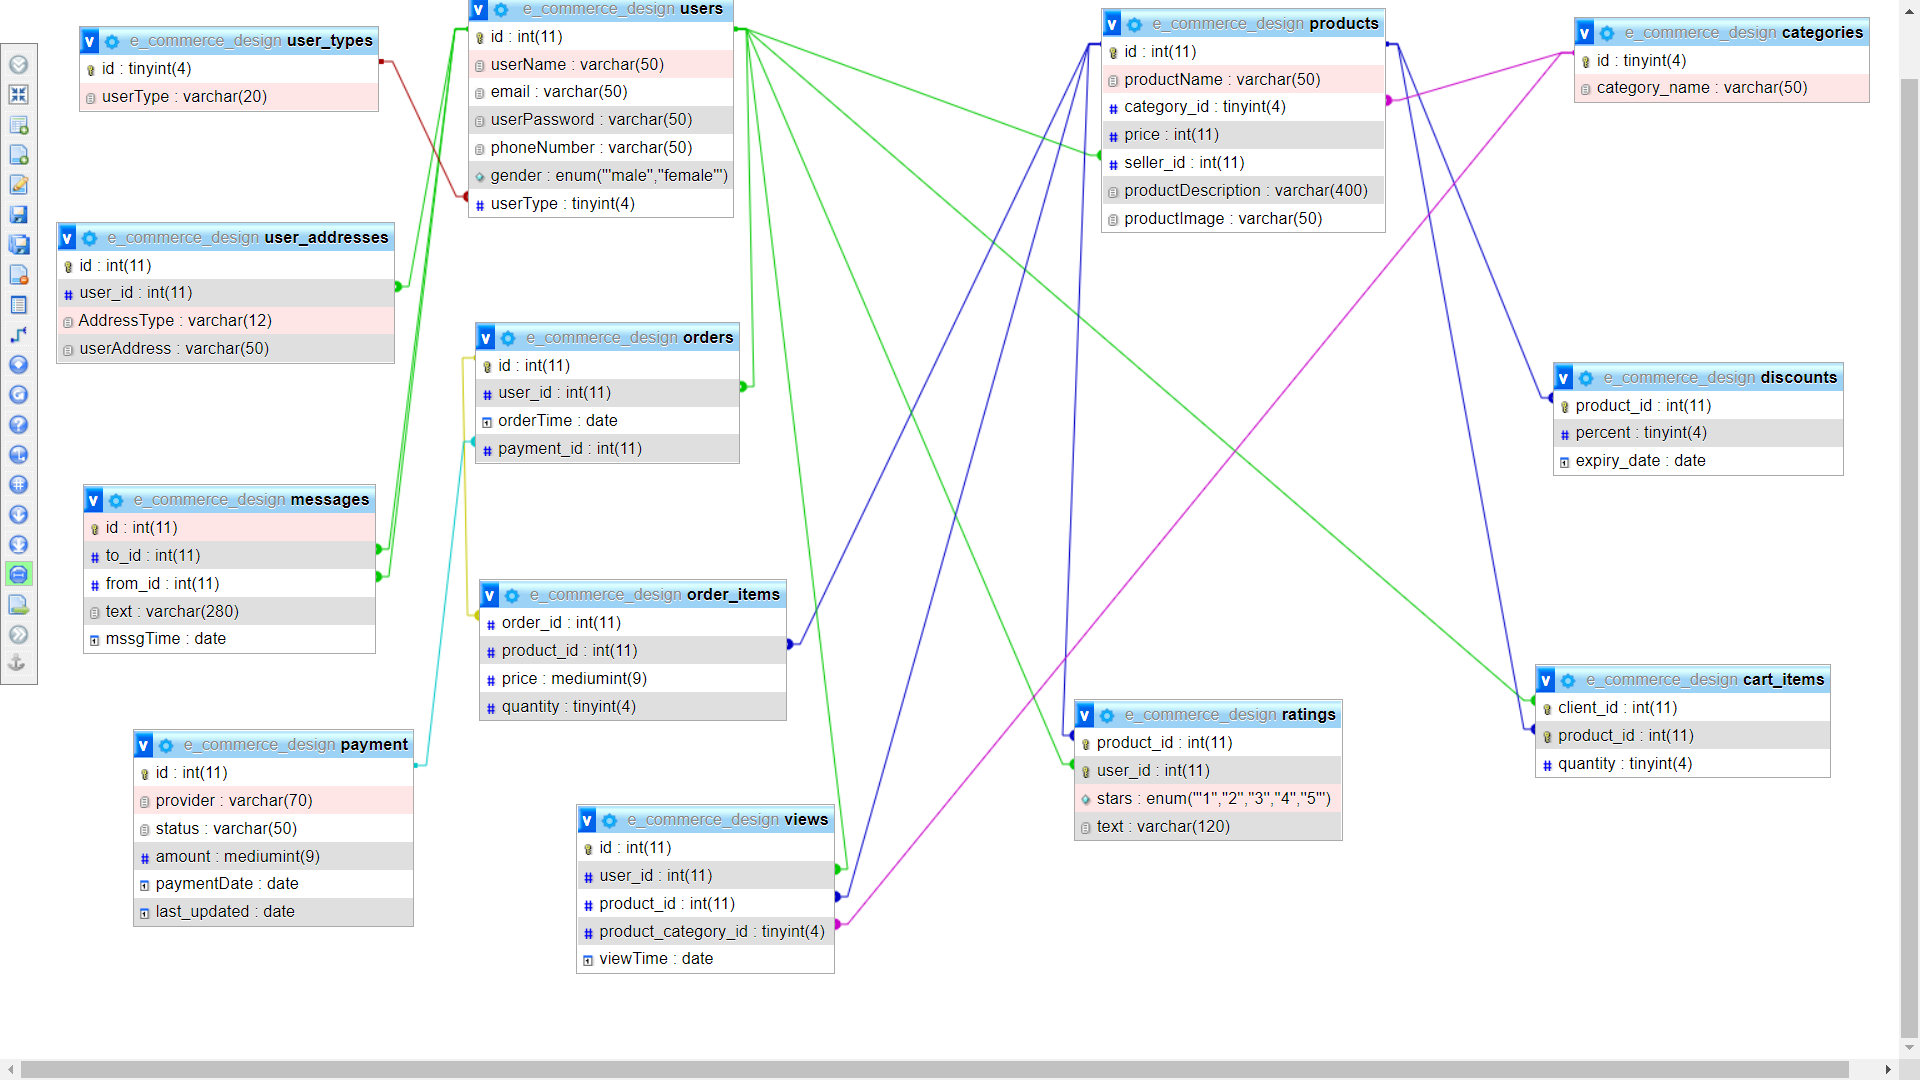 e_commerce_design user_types
id : tinyint(4)
userType : varchar(20)
e_commerce_design users
id : int(11)
userName : varchar(50)
email : varchar(50)
userPassword : varchar(50)
phoneNumber : varchar(50)
gender : enum("'male","female"')
userType : tinyint(4)
e_commerce_design products
id : int(11)
productName : varchar(50)
category_id : tinyint(4)
price : int(11)
seller_id : int(11)
productDescription : varchar(400)
productImage : varchar(50)
e_commerce_design categories
id : tinyint(4)
category_name : varchar(50)
e_commerce_design user_addresses
id : int(11)
user_id : int(11)
AddressType : varchar(12)
userAddress : varchar(50)
e_commerce_design orders
id : int(11)
user_id : int(11)
orderTime : date
payment_id : int(11)
e_commerce_design discounts
product_id : int(11)
percent : tinyint(4)
expiry_date : date
e_commerce_design messages
id : int(11)
to_id : int(11)
from_id : int(11)
text : varchar(280)
mssgTime : date
e_commerce_design order_items
order_id : int(11)
product_id : int(11)
price : mediumint(9)
quantity : tinyint(4)
e_commerce_design cart_items
client_id : int(11)
product_id : int(11)
quantity : tinyint(4)
e_commerce_design ratings
product_id : int(11)
user_id : int(11)
stars : enum("'1","2","3","4","5"')
text : varchar(120)
e_commerce_design payment
id : int(11)
provider : varchar(70)
status : varchar(50)
amount : mediumint(9)
paymentDate : date
last_updated : date
e_commerce_design views
id : int(11)
user_id : int(11)
product_id : int(11)
product_category_id : tinyint(4)
viewTime : date